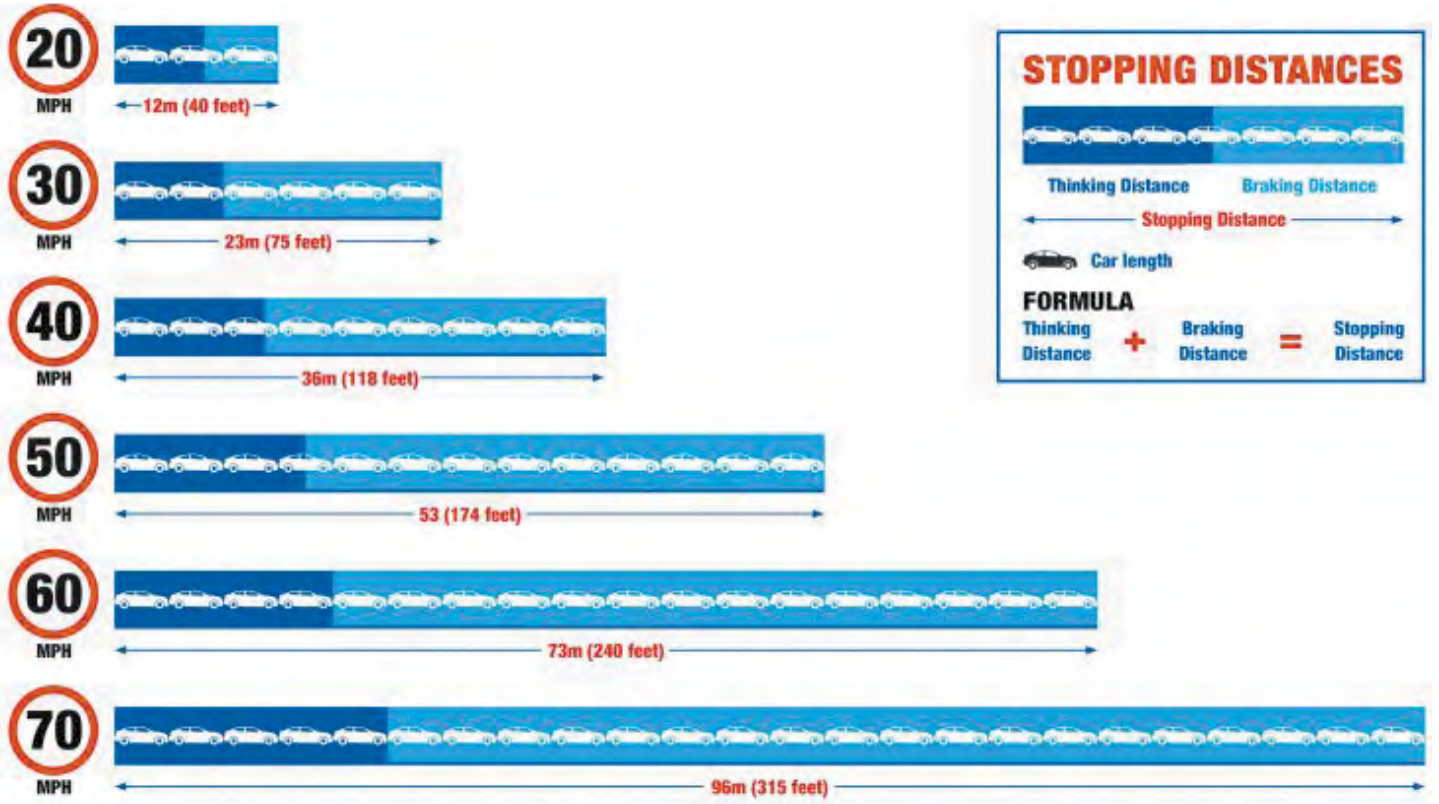 20
MPH
12m (40 feet)
30
MPH
23m (75 feet)
40
MPH
36m (118 feet)
50
MPH
53 (174 feet)
60
MPH
73m (240 feet)
70
MPH
96m (315 feet)
STOPPING DISTANCES
Thinking Distance Braking Distance
Stopping Distance
Car length
FORMULA
Thinking Braking Stopping
Distance + Distance = Distance